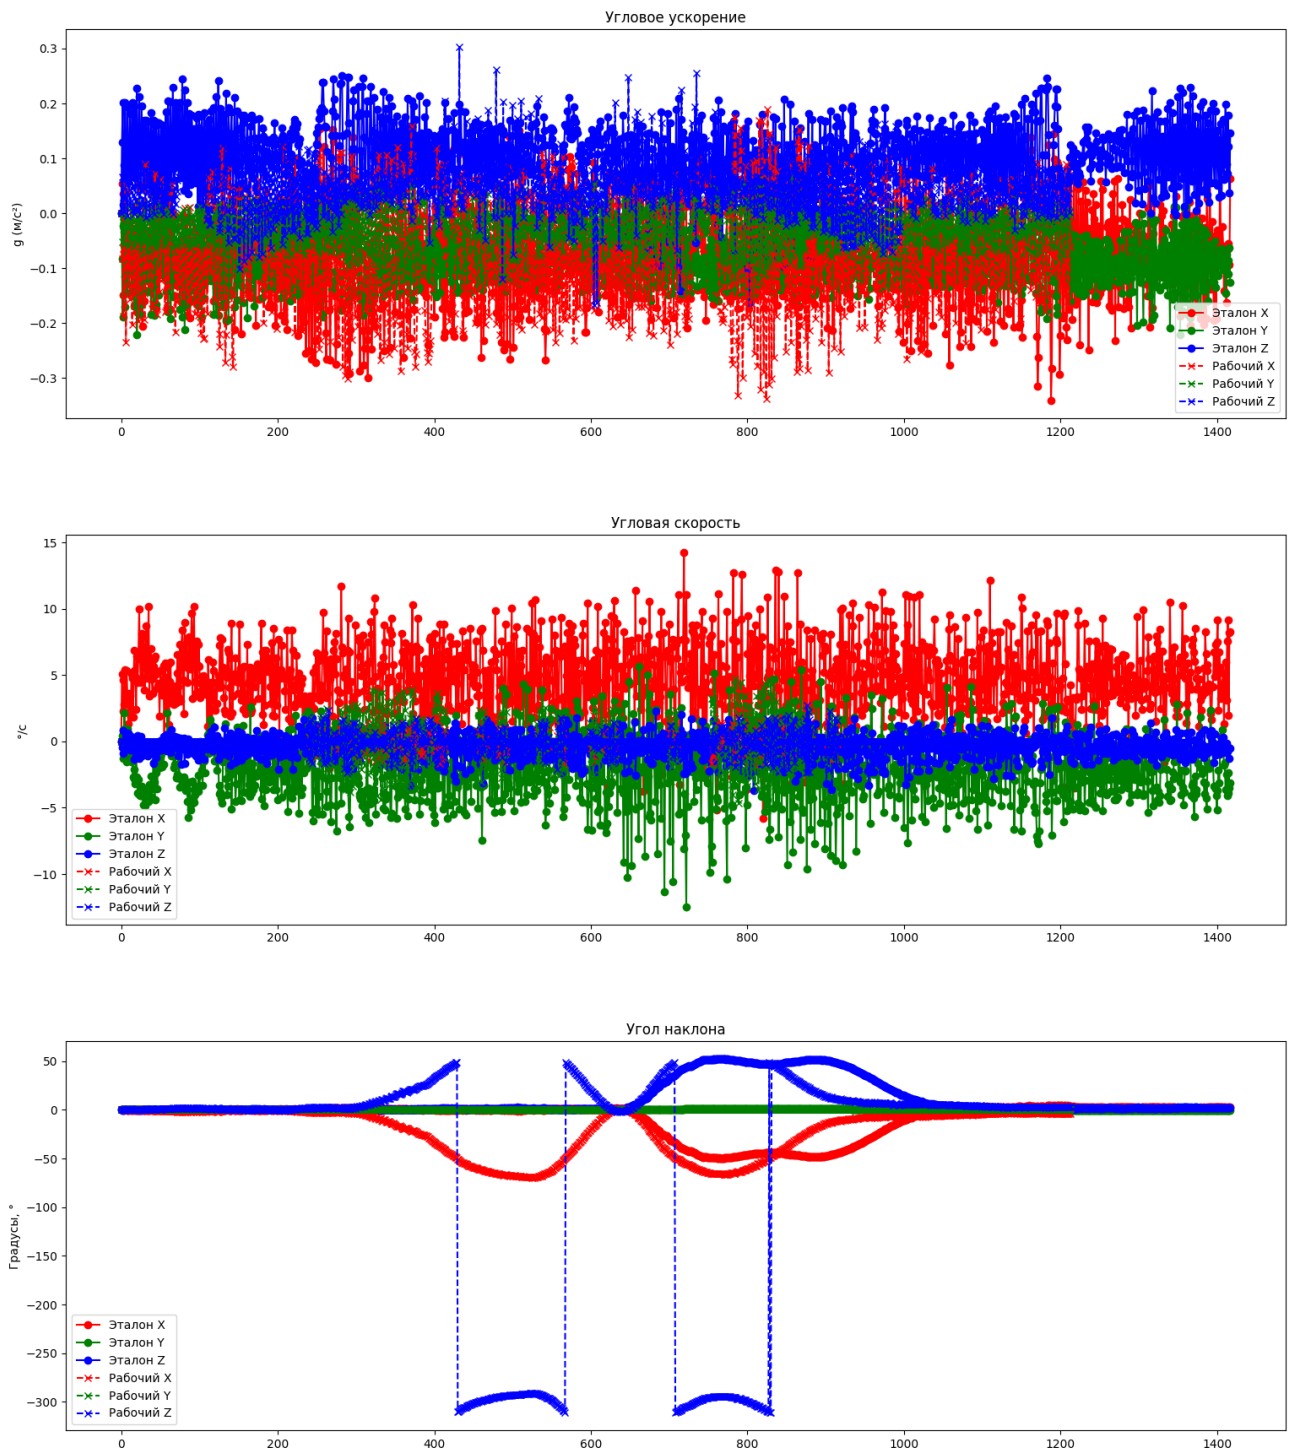 Угловое ускорение
g (м/с²)
0.3
0.2
0.1
0.0
−0.1
−0.2
−0.3
0 200 400 600 800 1000 1200 1400
Эталон X
Эталон Y
Эталон Z
Рабочий X
Рабочий Y
Рабочий Z
Угловая скорость
°/с
15
10
5
0
−5
−10
0 200 400 600 800 1000 1200 1400
Эталон X
Эталон Y
Эталон Z
Рабочий X
Рабочий Y
Рабочий Z
Угол наклона
Градусы, °
50
0
−50
−100
−150
−200
−250
−300
0 200 400 600 800 1000 1200 1400
Эталон X
Эталон Y
Эталон Z
Рабочий X
Рабочий Y
Рабочий Z